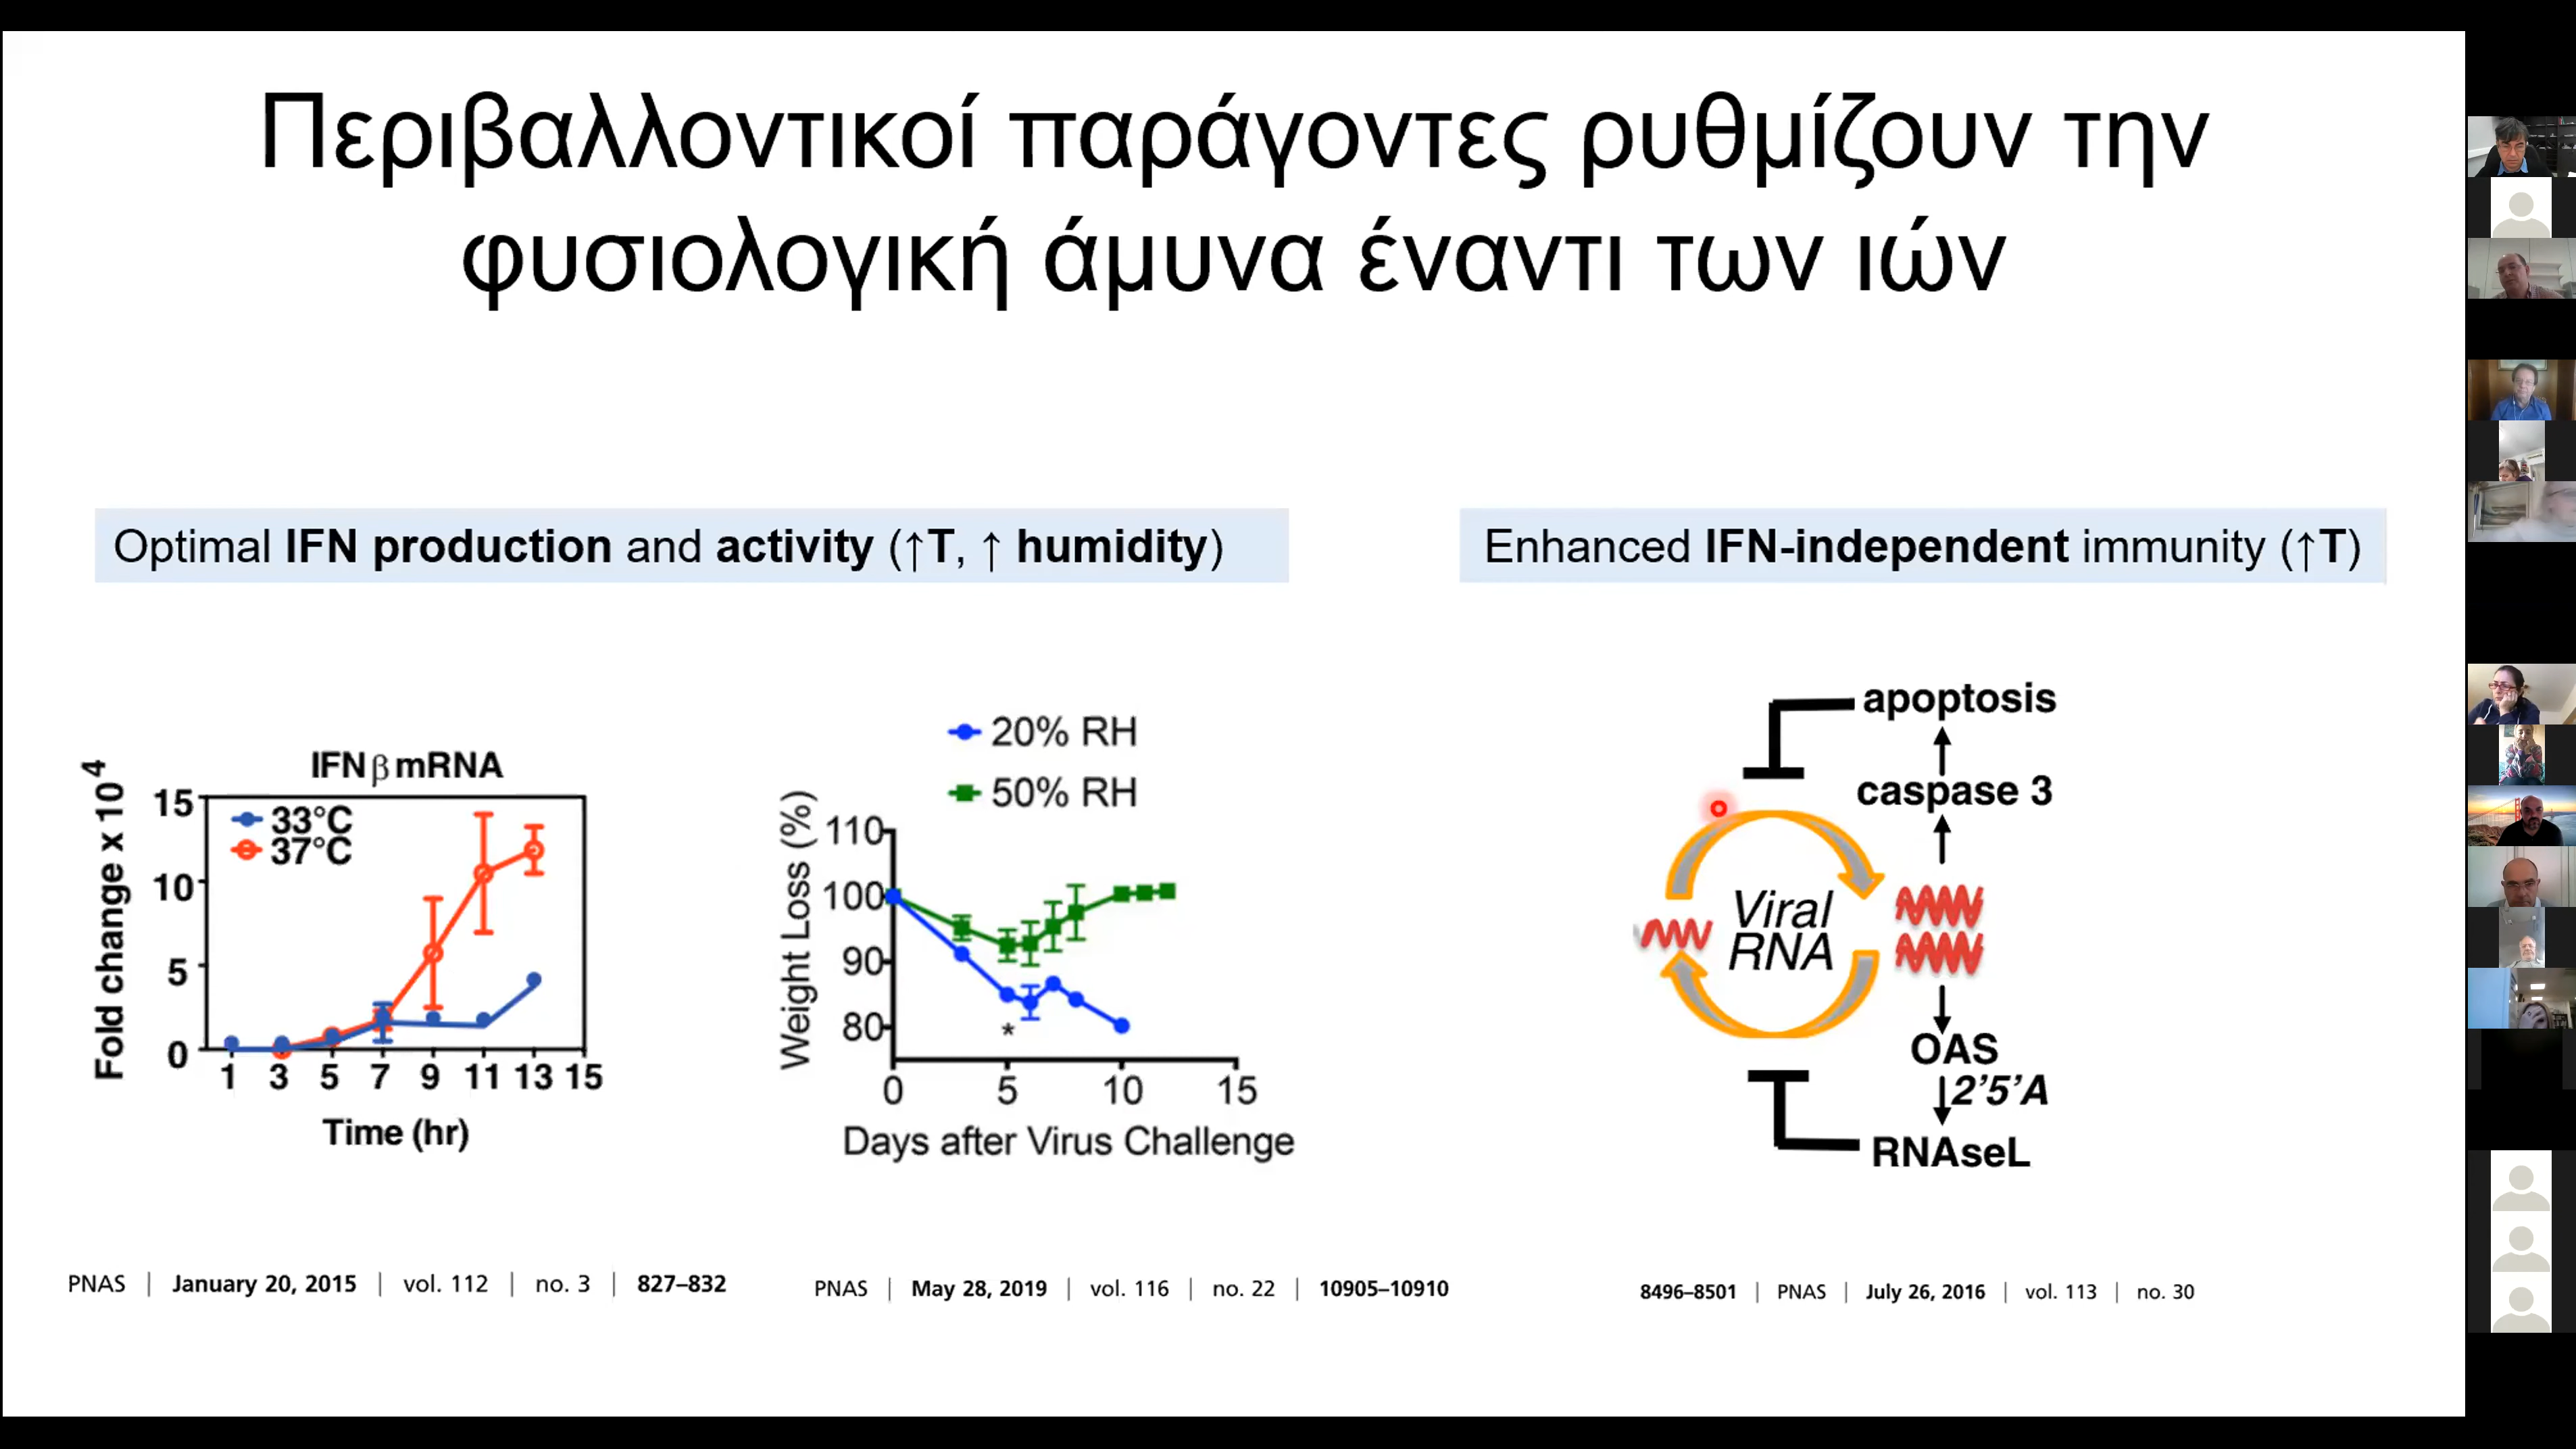 Περιβαλλοντικοί παράγοντες ρυθμίζουν την
φυσιολογική άμυνα έναντι των ιών
Optimal IFN production and activity (↑T, ↑ humidity)
Enhanced IFN-independent immunity (↑T)
IFNβ mRNA
Fold change x 10⁴
33°C
37°C
15
10
5
0
1 3 5 7 9 11 13 15
Time (hr)
20% RH
50% RH
Weight Loss (%)
110
100
90
80
*
0 5 10 15
Days after Virus Challenge
apoptosis
caspase 3
Viral
RNA
OAS
2'5'A
RNAseL
PNAS | January 20, 2015 | vol. 112 | no. 3 | 827–832
PNAS | May 28, 2019 | vol. 116 | no. 22 | 10905–10910
8496–8501 | PNAS | July 26, 2016 | vol. 113 | no. 30